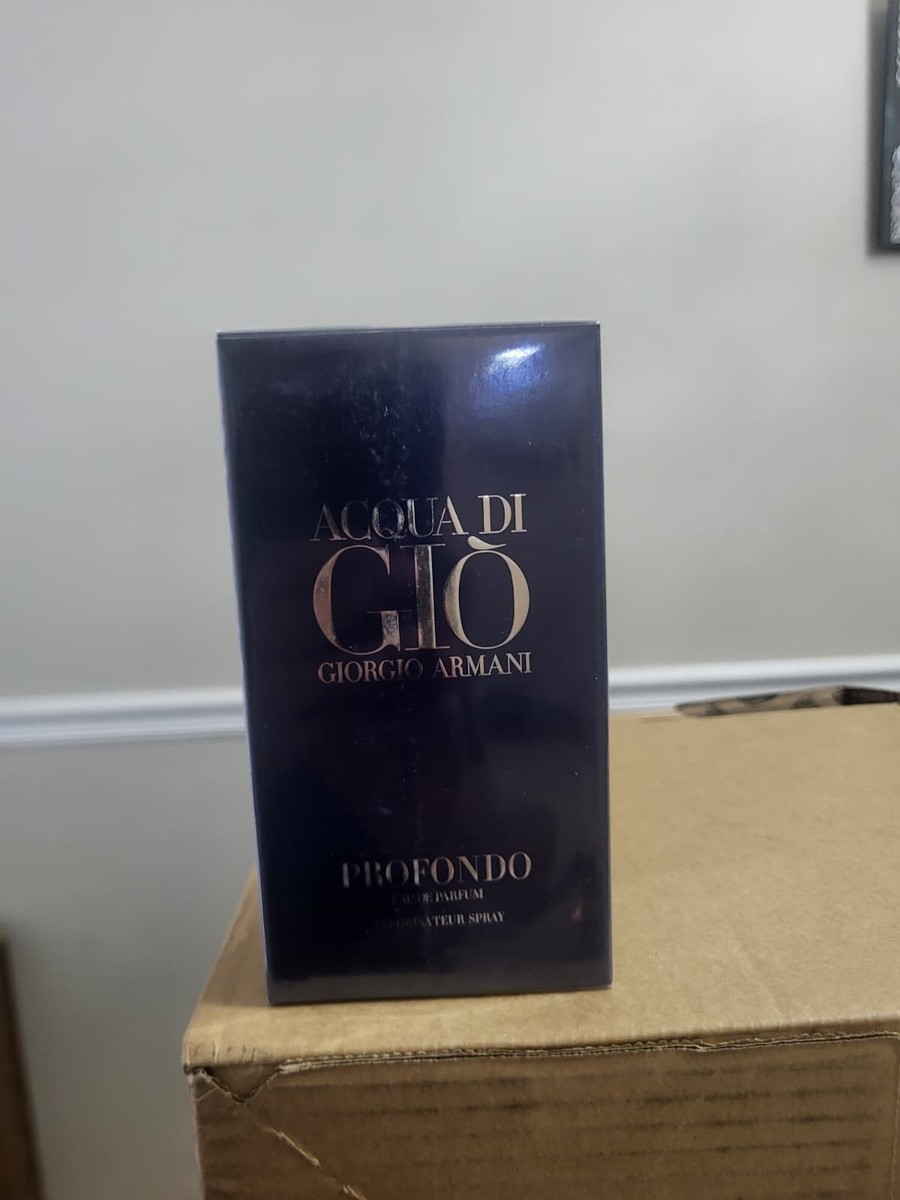 ACQUA DI
GIÒ
GIORGIO ARMANI
PROFONDO
EAU DE PARFUM
VAPORISATEUR SPRAY